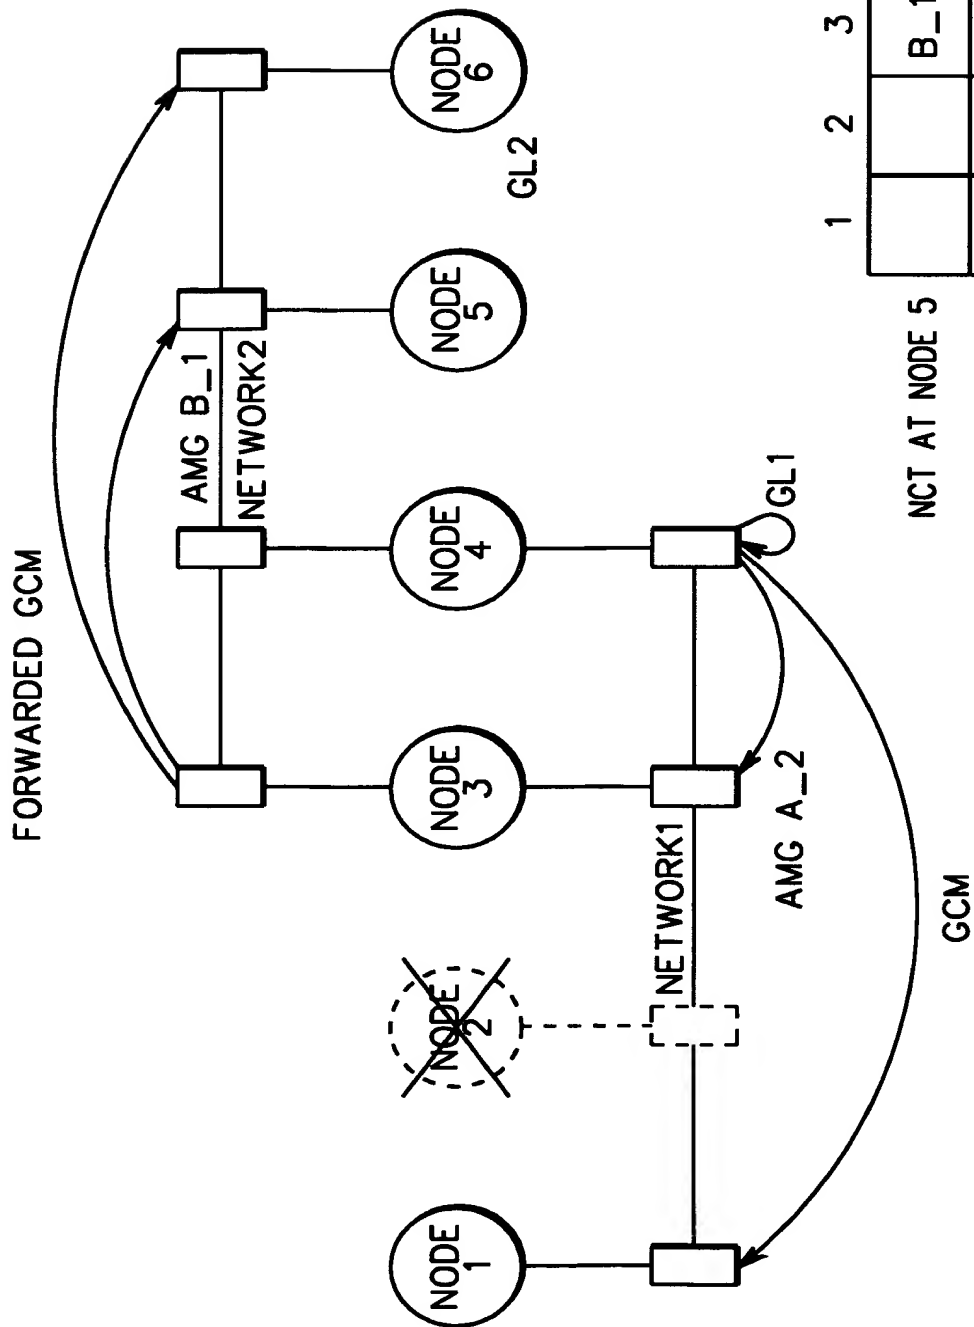 FORWARDED GCM
AMG B_1
NETWORK2
NODE
1
NODE
2
NODE
3
NODE
4
NODE
5
NODE
6
GL2
NETWORK1
GL1
AMG A_2
1 2 3
NCT AT NODE 5
B_1
GCM